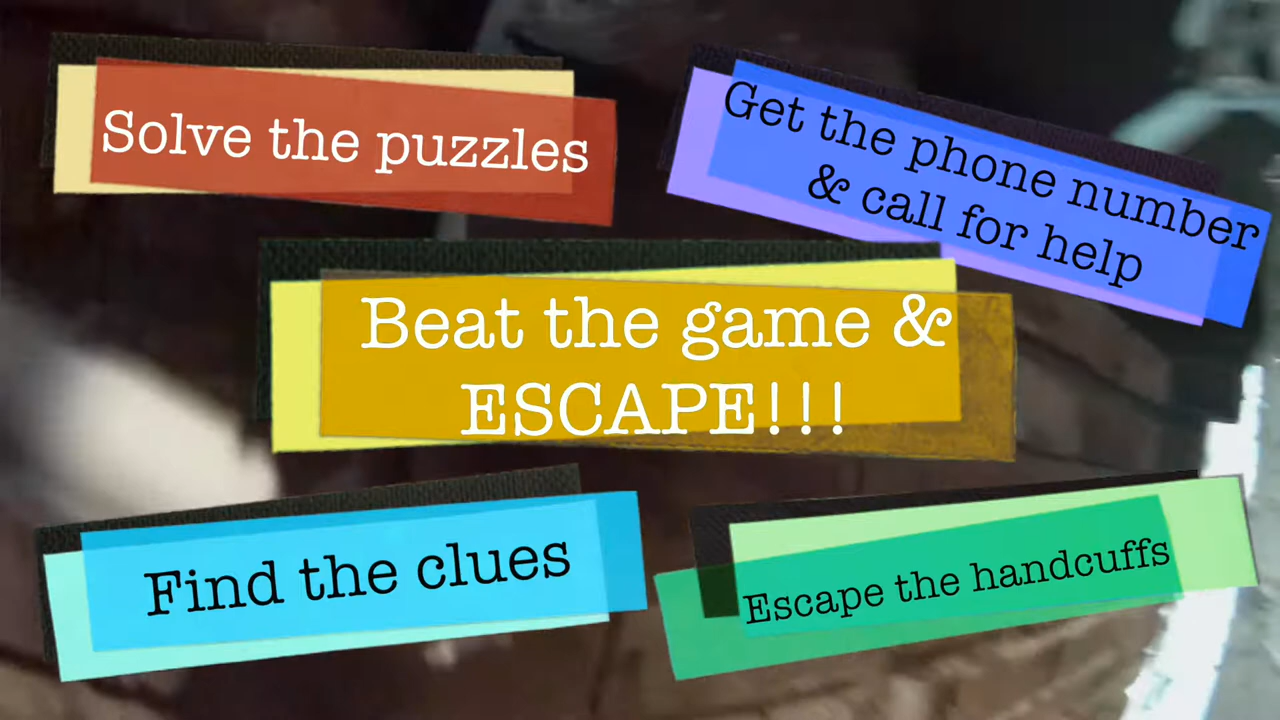 Solve the puzzles
Get the phone number
& call for help
Beat the game &
ESCAPE!!!
Find the clues
Escape the handcuffs